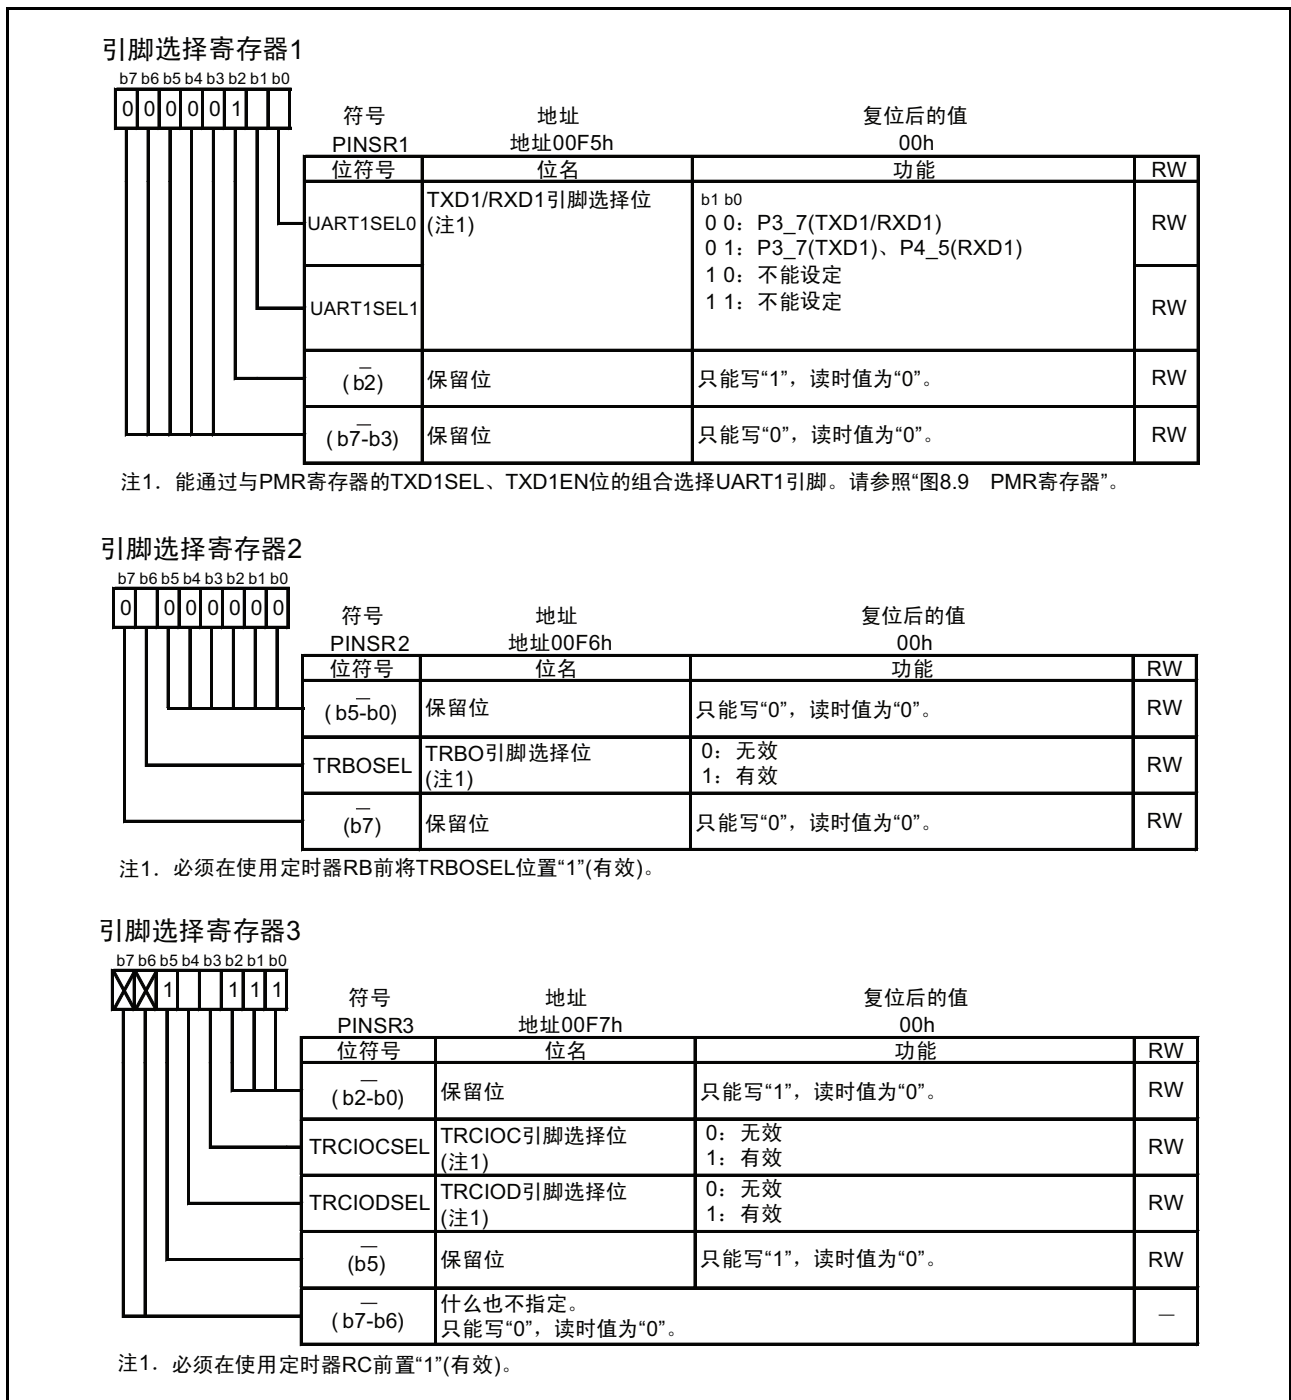 引脚选择寄存器1
b7 b6 b5 b4 b3 b2 b1 b0
0 0 0 0 0 1
符号 地址 复位后的值
PINSR1 地址00F5h 00h
位符号 位名 功能 RW
UART1SEL0 TXD1/RXD1引脚选择位 (注1) RW
b1 b0
0 0：P3_7(TXD1/RXD1)
0 1：P3_7(TXD1)、P4_5(RXD1)
1 0：不能设定
1 1：不能设定
UART1SEL1 RW
— (b2) 保留位 只能写“1”，读时值为“0”。 RW
— (b7-b3) 保留位 只能写“0”，读时值为“0”。 RW
注1. 能通过与PMR寄存器的TXD1SEL、TXD1EN位的组合选择UART1引脚。请参照“图8.9 PMR寄存器”。
引脚选择寄存器2
b7 b6 b5 b4 b3 b2 b1 b0
0 0 0 0 0 0 0
符号 地址 复位后的值
PINSR2 地址00F6h 00h
位符号 位名 功能 RW
— (b5-b0) 保留位 只能写“0”，读时值为“0”。 RW
TRBOSEL TRBO引脚选择位 (注1) RW
0：无效
1：有效
— (b7) 保留位 只能写“0”，读时值为“0”。 RW
注1. 必须在使用定时器RB前将TRBOSEL位置“1”(有效)。
引脚选择寄存器3
b7 b6 b5 b4 b3 b2 b1 b0
1 1 1 1
符号 地址 复位后的值
PINSR3 地址00F7h 00h
位符号 位名 功能 RW
— (b2-b0) 保留位 只能写“1”，读时值为“0”。 RW
TRCIOCSEL TRCIOC引脚选择位 (注1) RW
0：无效
1：有效
TRCIODSEL TRCIOD引脚选择位 (注1) RW
0：无效
1：有效
— (b5) 保留位 只能写“1”，读时值为“0”。 RW
— (b7-b6) 什么也不指定。 —
只能写“0”，读时值为“0”。
注1. 必须在使用定时器RC前置“1”(有效)。